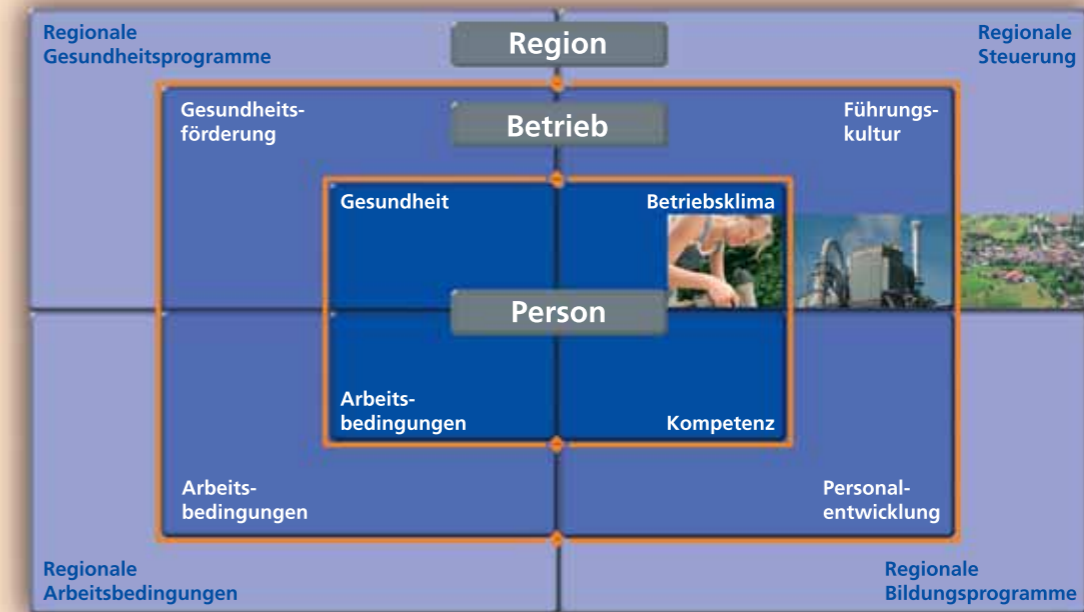 Regionale
Gesundheitsprogramme
Region
Regionale
Steuerung
Gesundheits-
förderung
Betrieb
Führungs-
kultur
Gesundheit
Betriebsklima
Person
Arbeits-
bedingungen
Kompetenz
Arbeits-
bedingungen
Personal-
entwicklung
Regionale
Arbeitsbedingungen
Regionale
Bildungsprogramme